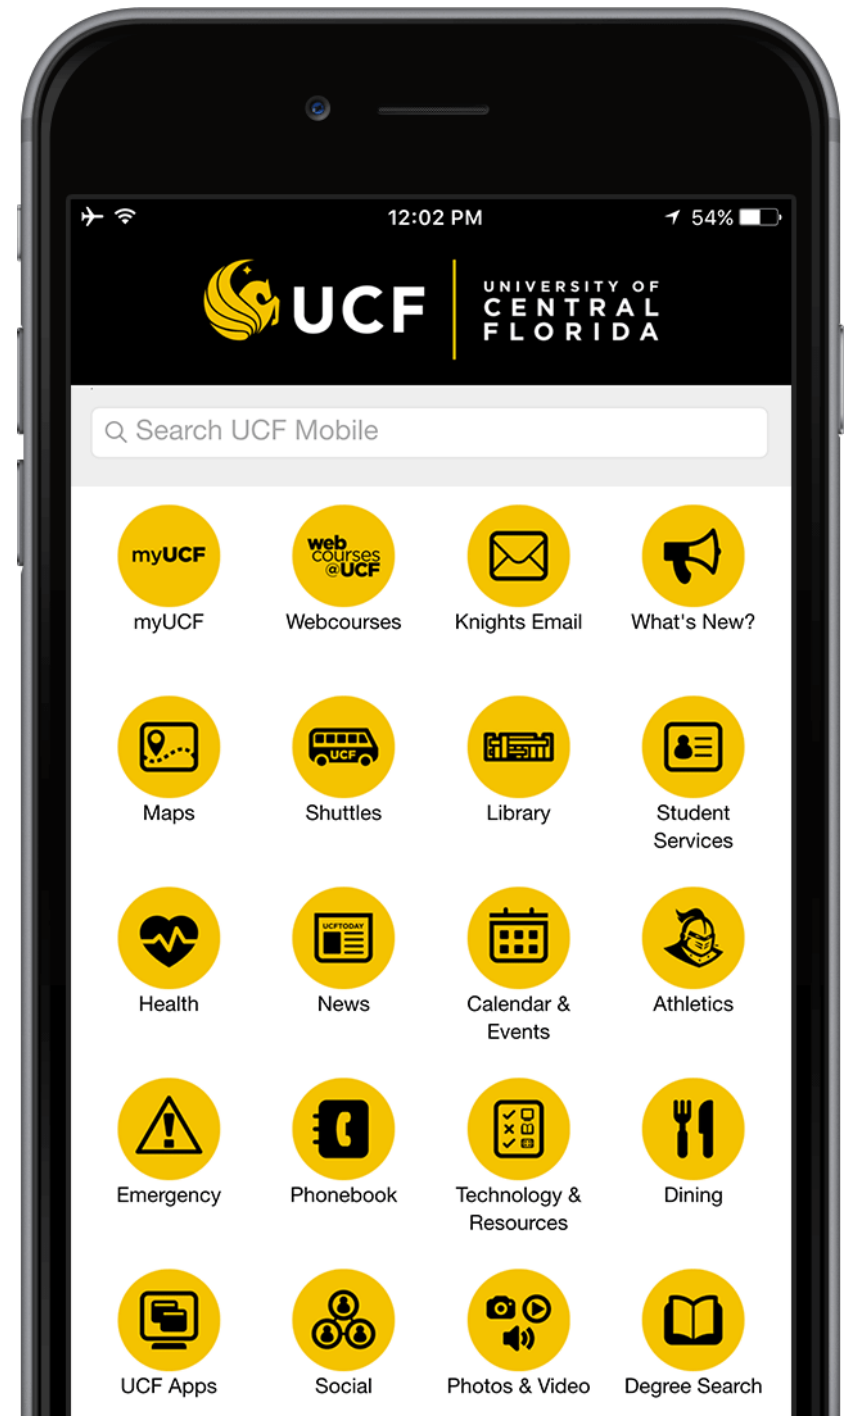 12:02 PM
54%
UCF
UNIVERSITY OF
CENTRAL
FLORIDA
Search UCF Mobile
myUCF
web
courses
@UCF
myUCF
Webcourses
Knights Email
What's New?
UCF
Maps
Shuttles
Library
Student
Services
UCFTODAY
Health
News
Calendar &
Events
Athletics
Emergency
Phonebook
Technology &
Resources
Dining
UCF Apps
Social
Photos & Video
Degree Search